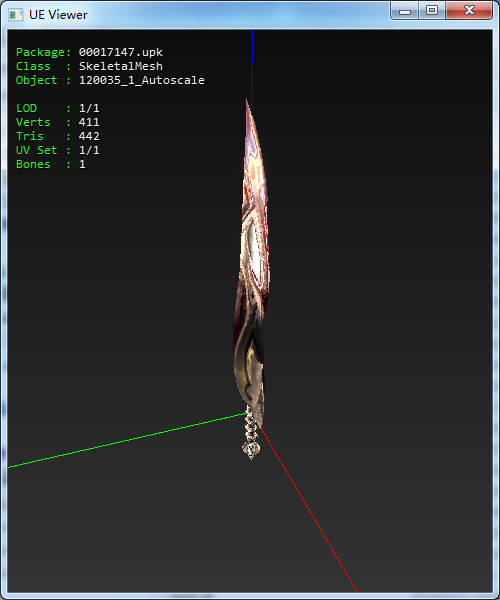 UE Viewer
Package: 00017147.upk
Class  : SkeletalMesh
Object : 120035_1_Autoscale
LOD    : 1/1
Verts  : 411
Tris   : 442
UV Set : 1/1
Bones  : 1